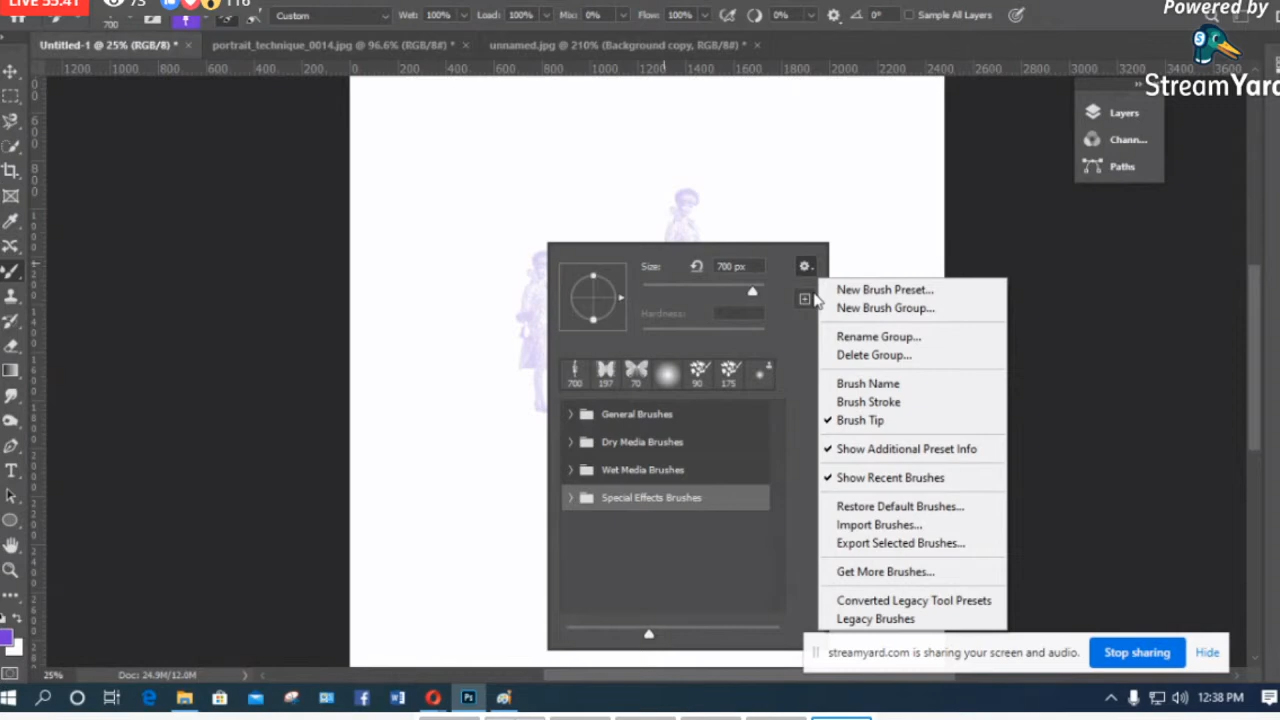 LIVE 55:41 73 116
Powered by
StreamYard
700 Custom Wet: 100% Load: 100% Mix: 0% Flow: 100% 0% 0° Sample All Layers
Untitled-1 @ 25% (RGB/8) * × portrait_technique_0014.jpg @ 96.6% (RGB/8#) * × unnamed.jpg @ 210% (Background copy, RGB/8#) * ×
1200 1000 800 600 400 200 0 200 400 600 800 1000 1200 1400 1600 1800 2000 2200 2400 2600 2800 3000 3200 3400 3600
Layers
Chann...
Paths
Size: 700 px
Hardness:
700 197 70 90 175
General Brushes
Dry Media Brushes
Wet Media Brushes
Special Effects Brushes
New Brush Preset...
New Brush Group...
Rename Group...
Delete Group...
Brush Name
Brush Stroke
Brush Tip
Show Additional Preset Info
Show Recent Brushes
Restore Default Brushes...
Import Brushes...
Export Selected Brushes...
Get More Brushes...
Converted Legacy Tool Presets
Legacy Brushes
streamyard.com is sharing your screen and audio. Stop sharing Hide
25% Doc: 24.9M/12.0M
12:38 PM